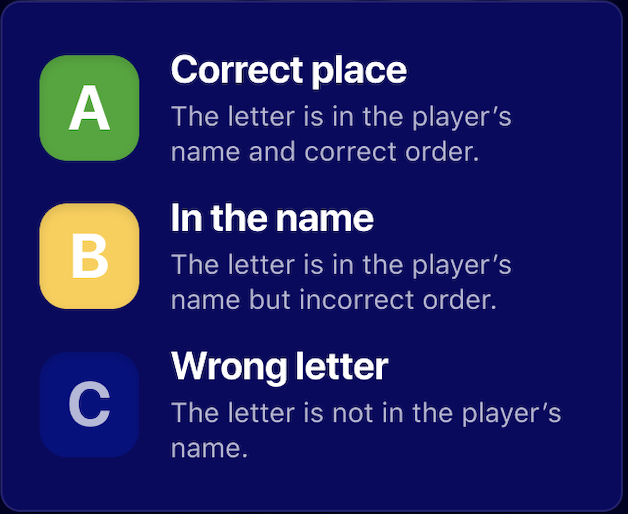 A
Correct place
The letter is in the player’s
name and correct order.
B
In the name
The letter is in the player’s
name but incorrect order.
C
Wrong letter
The letter is not in the player’s
name.